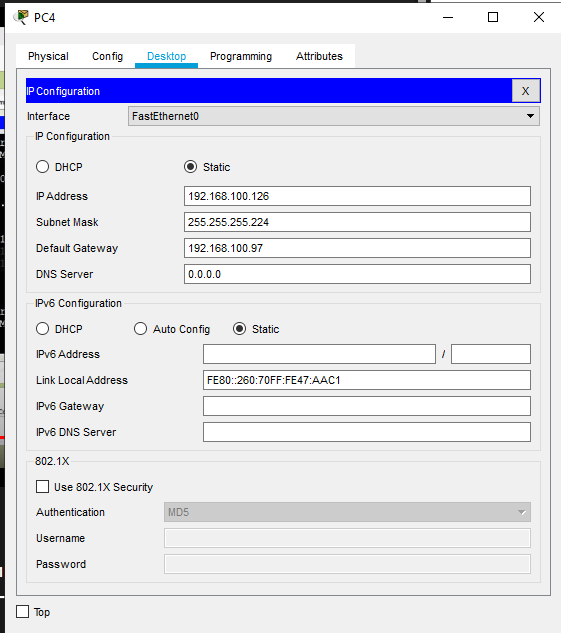 PC4
Physical Config Desktop Programming Attributes
IP Configuration X
Interface FastEthernet0
IP Configuration
DHCP Static
IP Address 192.168.100.126
Subnet Mask 255.255.255.224
Default Gateway 192.168.100.97
DNS Server 0.0.0.0
IPv6 Configuration
DHCP Auto Config Static
IPv6 Address /
Link Local Address FE80::260:70FF:FE47:AAC1
IPv6 Gateway
IPv6 DNS Server
802.1X
Use 802.1X Security
Authentication MD5
Username
Password
Top